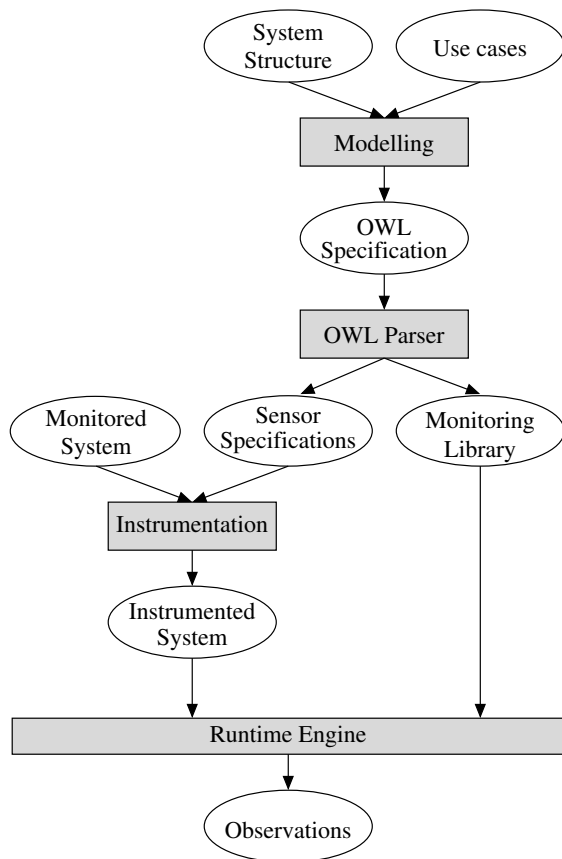 System
Structure
Use cases
Modelling
OWL
Specification
OWL Parser
Monitored
System
Sensor
Specifications
Monitoring
Library
Instrumentation
Instrumented
System
Runtime Engine
Observations